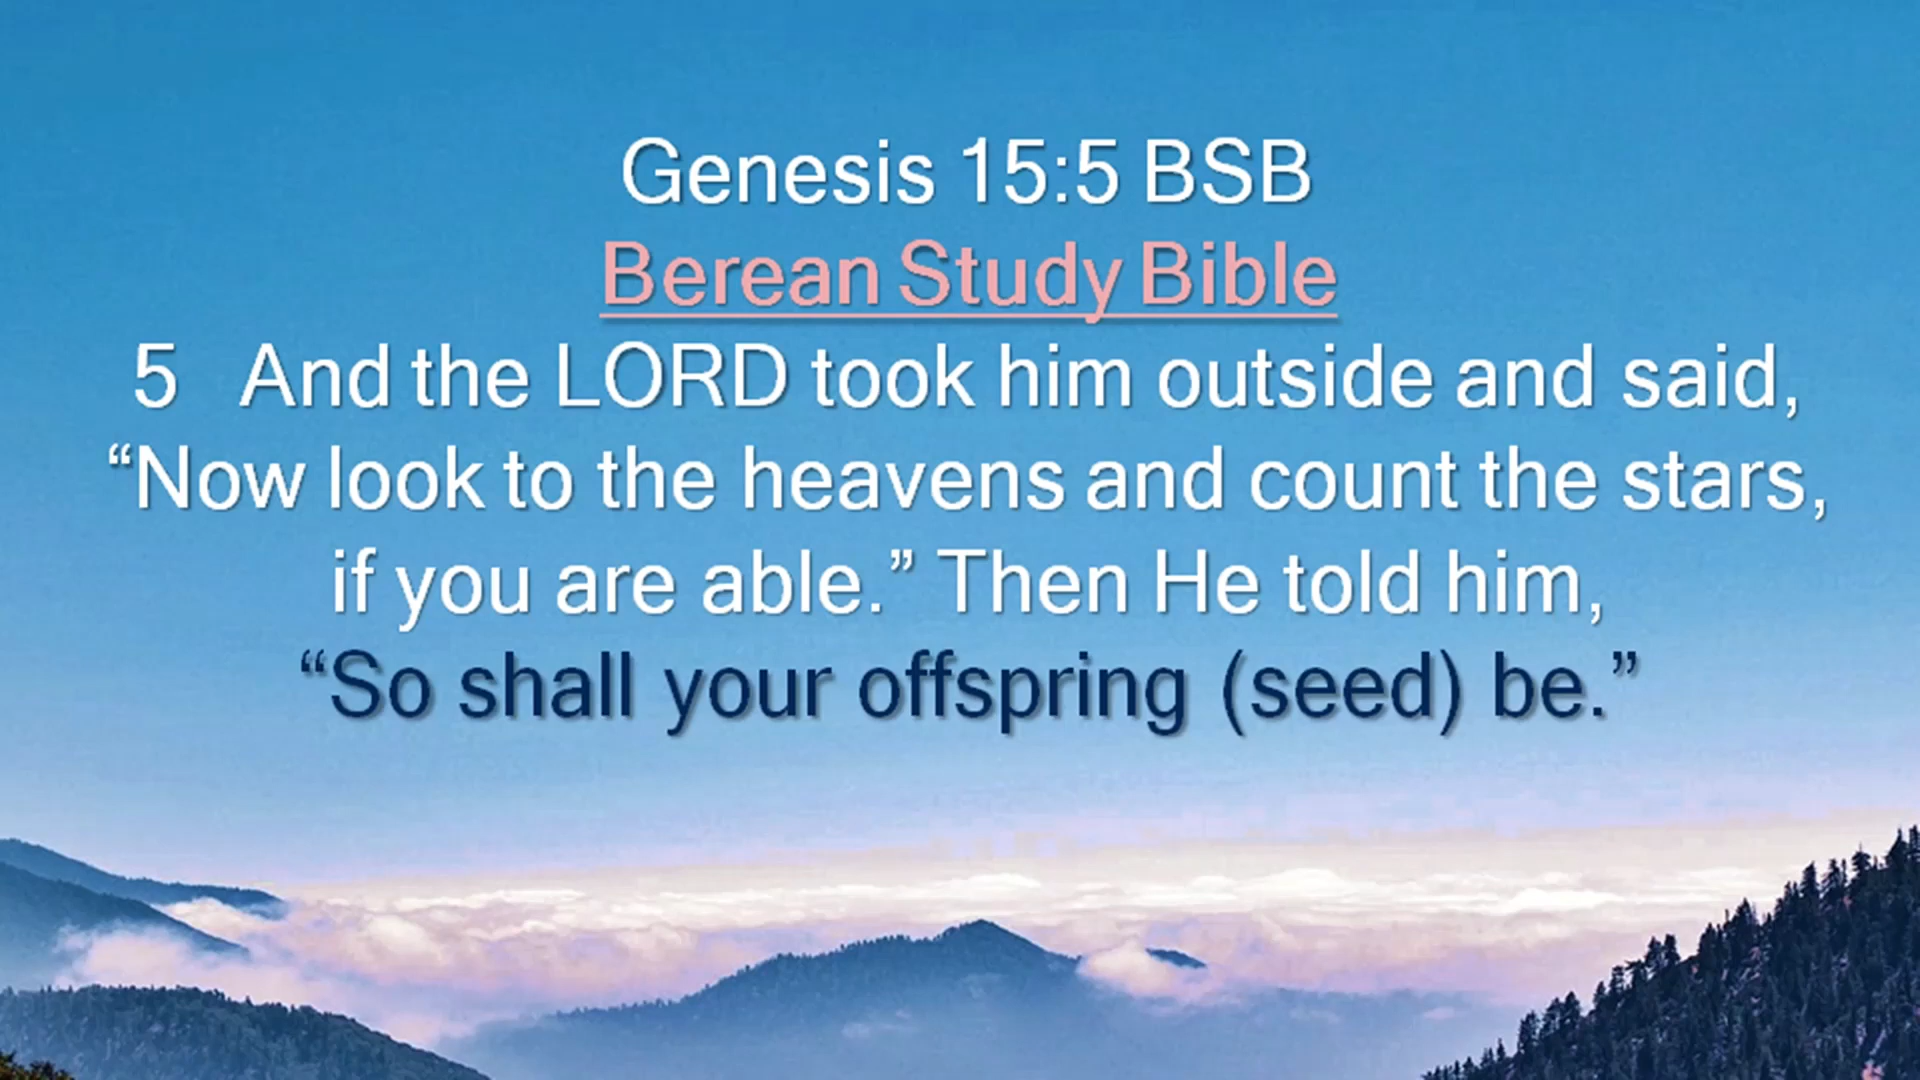 Genesis 15:5 BSB
Berean Study Bible
5 And the LORD took him outside and said,
“Now look to the heavens and count the stars,
if you are able.” Then He told him,
“So shall your offspring (seed) be.”